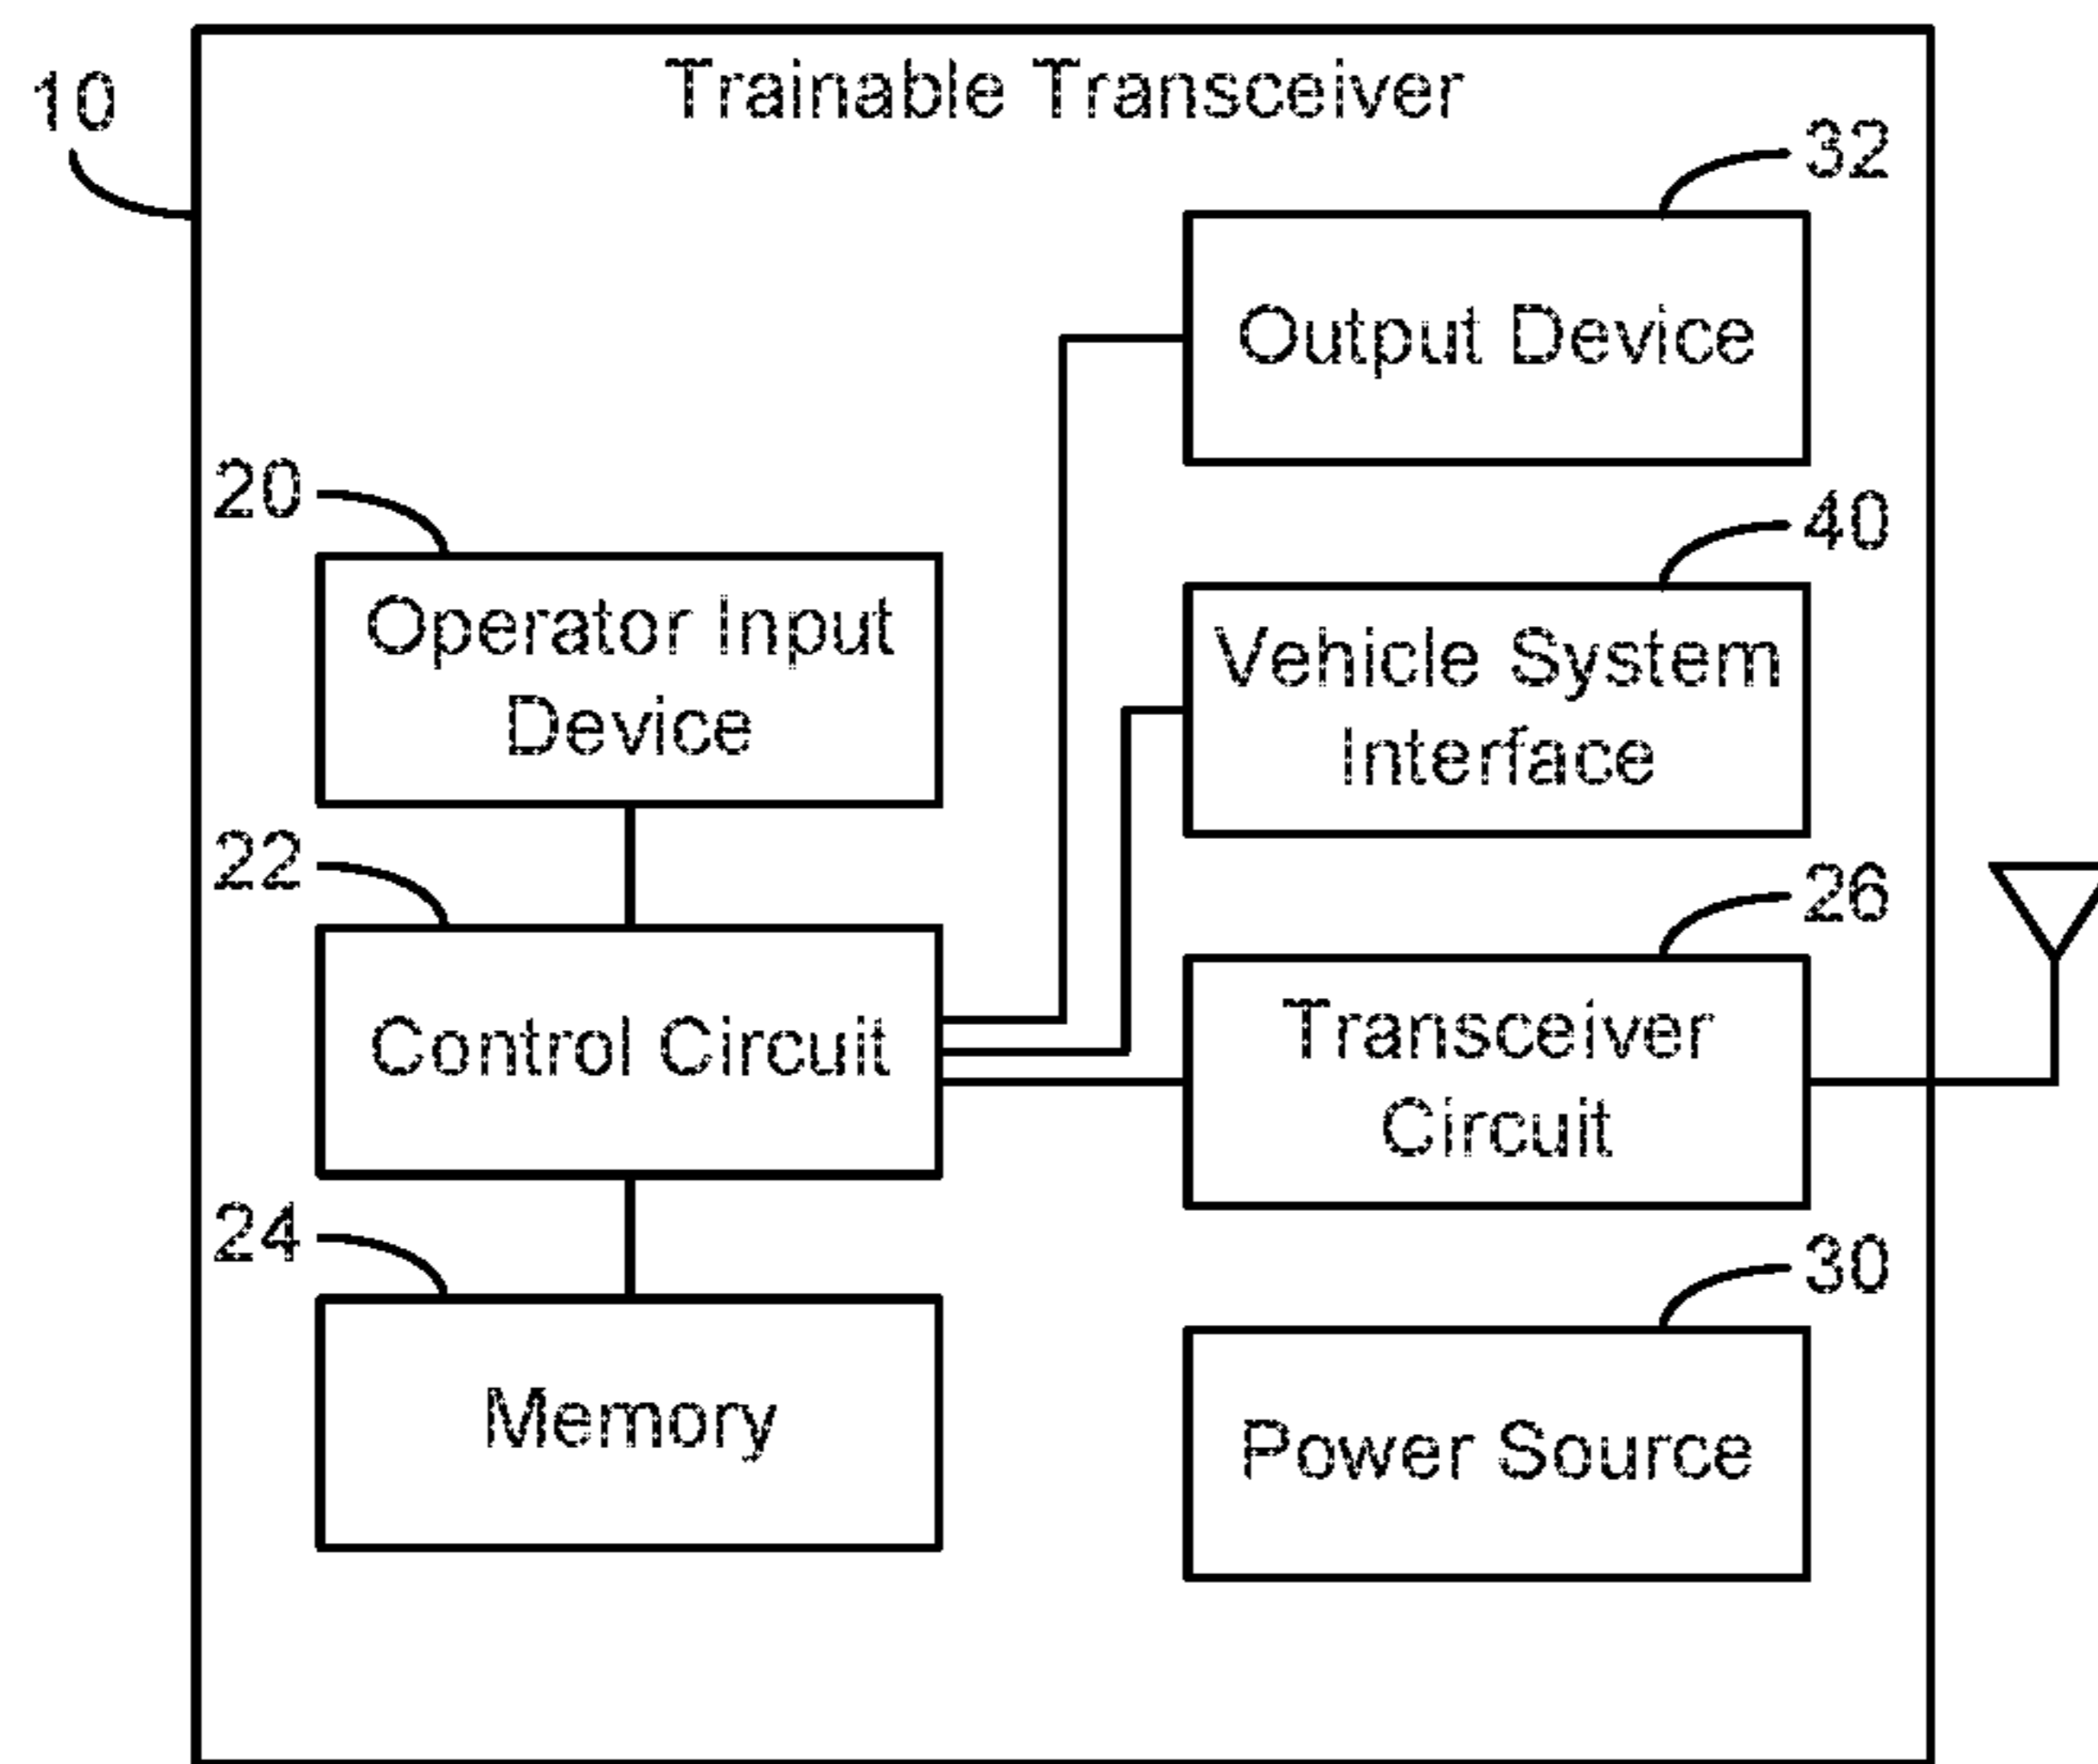 10
Trainable Transceiver
32
Output Device
20
Operator Input
Device
40
Vehicle System
Interface
22
Control Circuit
26
Transceiver
Circuit
24
Memory
30
Power Source